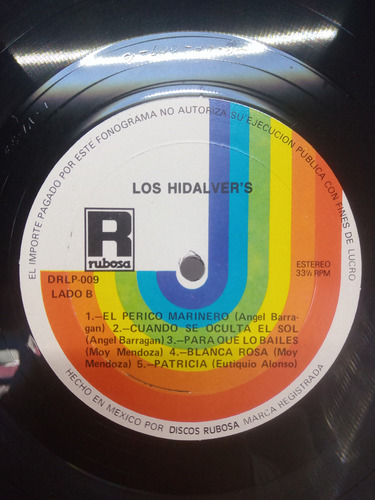 EL IMPORTE PAGADO POR ESTE FONOGRAMA NO AUTORIZA SU EJECUCION PUBLICA CON FINES DE LUCRO
LOS HIDALVER'S
R
rubosa
DRLP-009
LADO B
ESTEREO
33⅓ RPM
1.-EL PERICO MARINERO (Angel Barra-
gan) 2.-CUANDO SE OCULTA EL SOL
(Angel Barragan) 3.-PARA QUE LO BAILES
(Moy Mendoza) 4.-BLANCA ROSA (Moy
Mendoza) 5.-PATRICIA (Eutiquio Alonso)
HECHO EN MEXICO POR DISCOS RUBOSA MARCA REGISTRADA